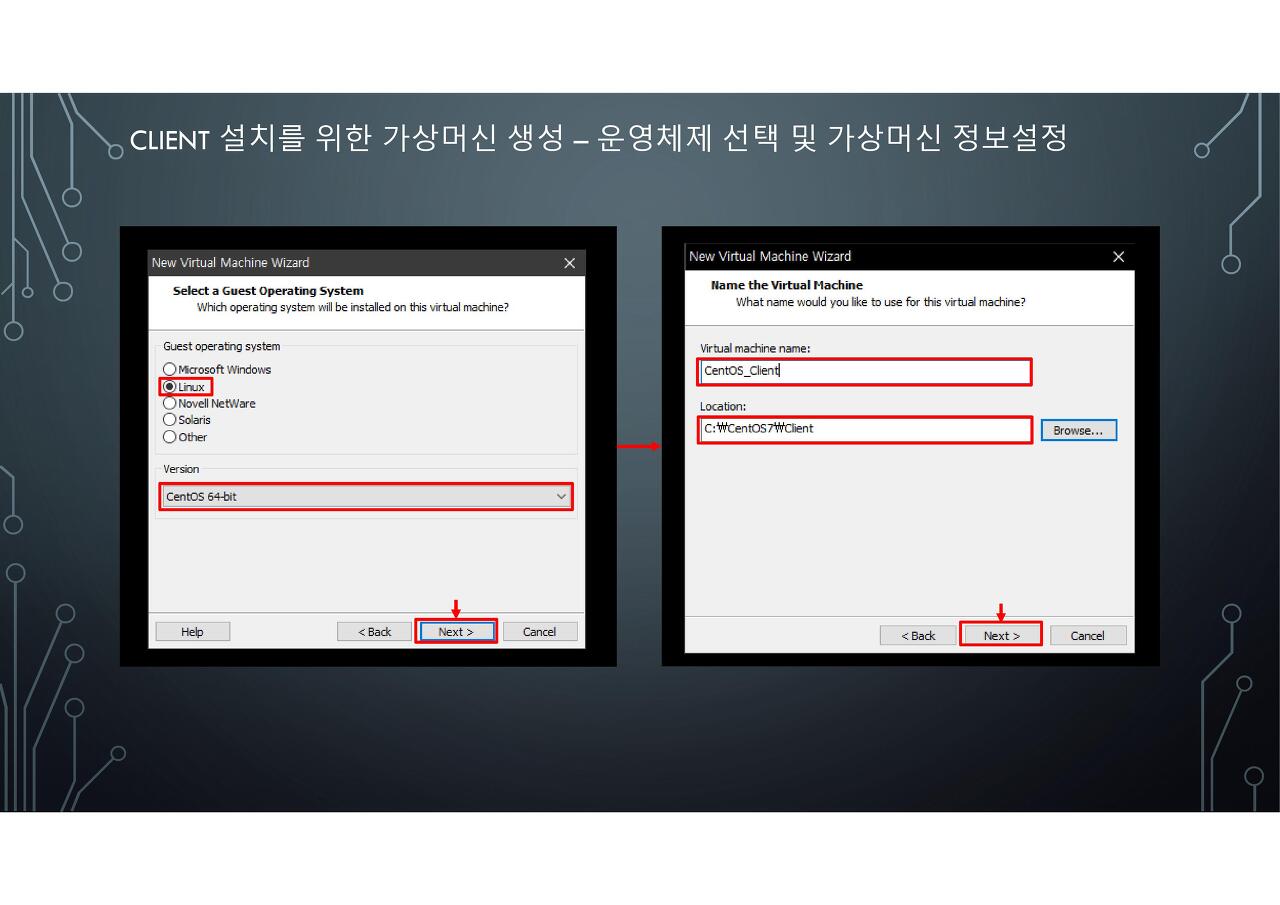 CLIENT 설치를 위한 가상머신 생성 – 운영체제 선택 및 가상머신 정보설정
New Virtual Machine Wizard
Select a Guest Operating System
Which operating system will be installed on this virtual machine?
Guest operating system
Microsoft Windows
Linux
Novell NetWare
Solaris
Other
Version
CentOS 64-bit
Help
< Back
Next >
Cancel
New Virtual Machine Wizard
Name the Virtual Machine
What name would you like to use for this virtual machine?
Virtual machine name:
CentOS_Client
Location:
C:₩CentOS7₩Client
Browse...
< Back
Next >
Cancel